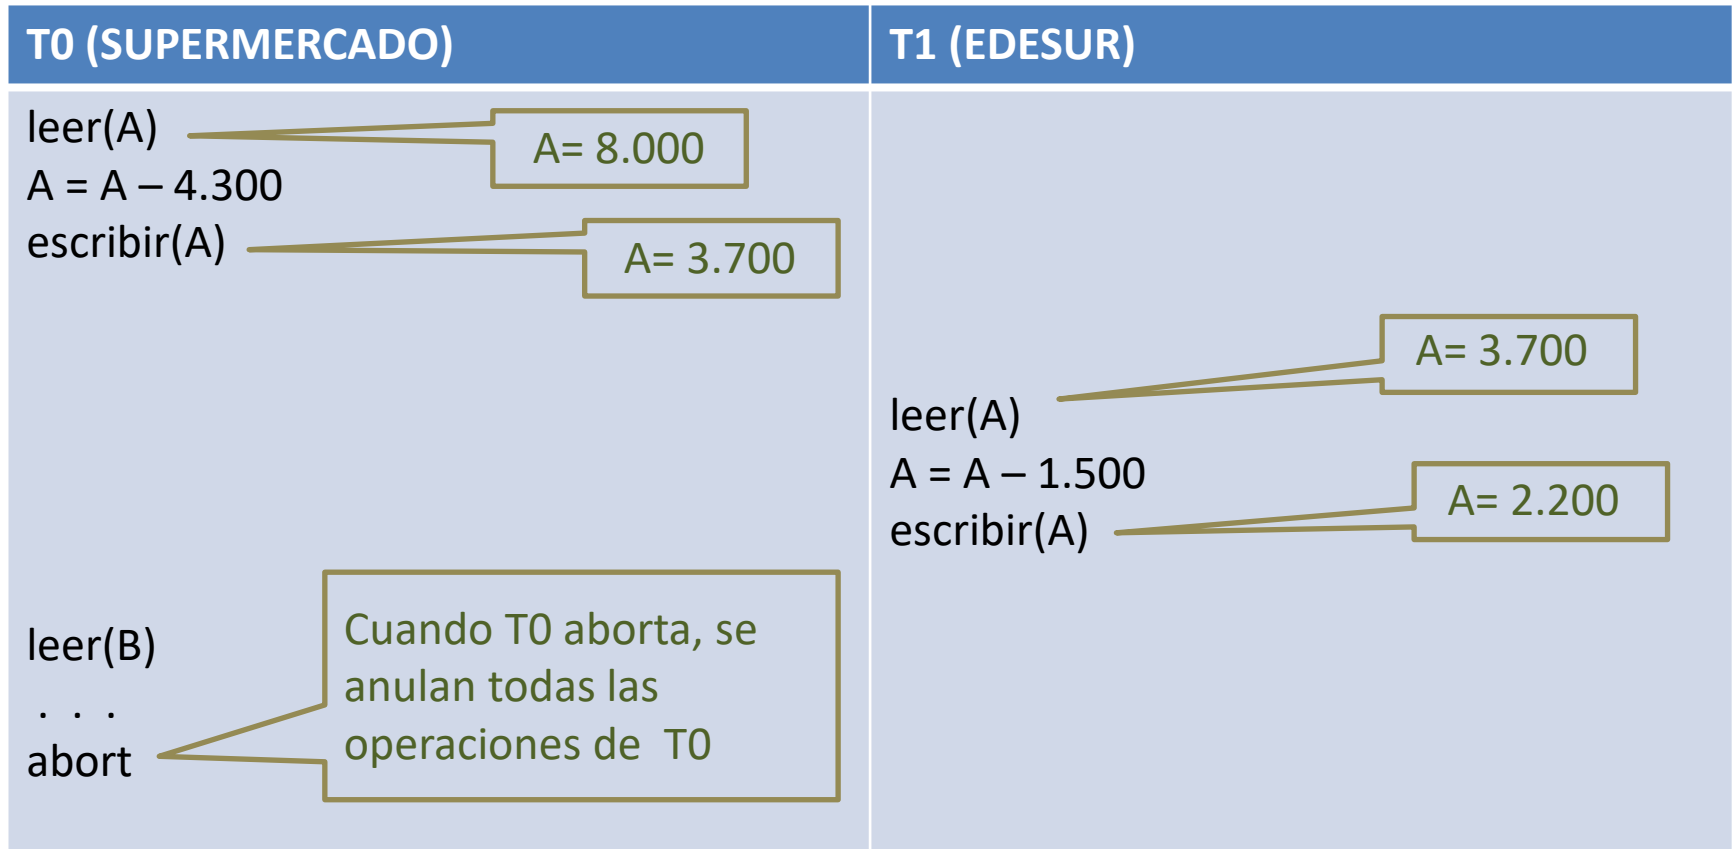 T0 (SUPERMERCADO)
T1 (EDESUR)
leer(A)
A= 8.000
A = A – 4.300
escribir(A)
A= 3.700
A= 3.700
leer(A)
A = A – 1.500
A= 2.200
escribir(A)
leer(B)
. . .
abort
Cuando T0 aborta, se
anulan todas las
operaciones de T0